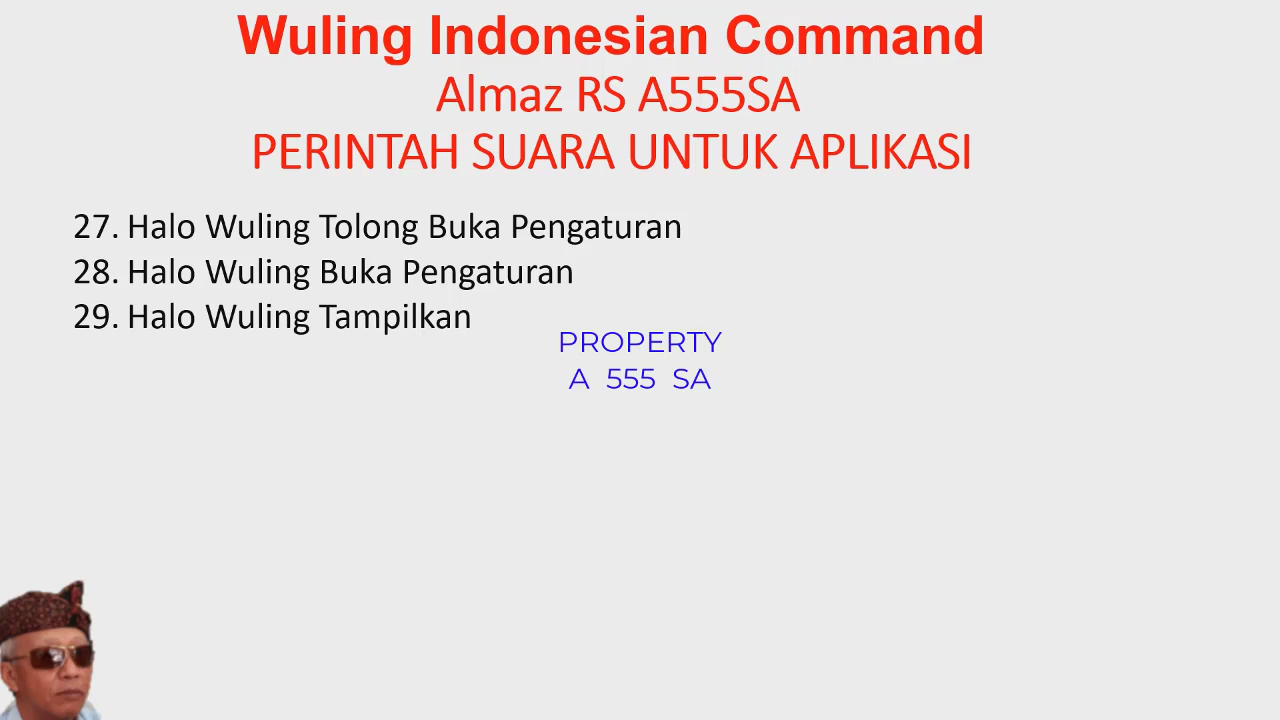 Wuling Indonesian Command
Almaz RS A555SA
PERINTAH SUARA UNTUK APLIKASI
27. Halo Wuling Tolong Buka Pengaturan
28. Halo Wuling Buka Pengaturan
29. Halo Wuling Tampilkan
PROPERTY
A 555 SA